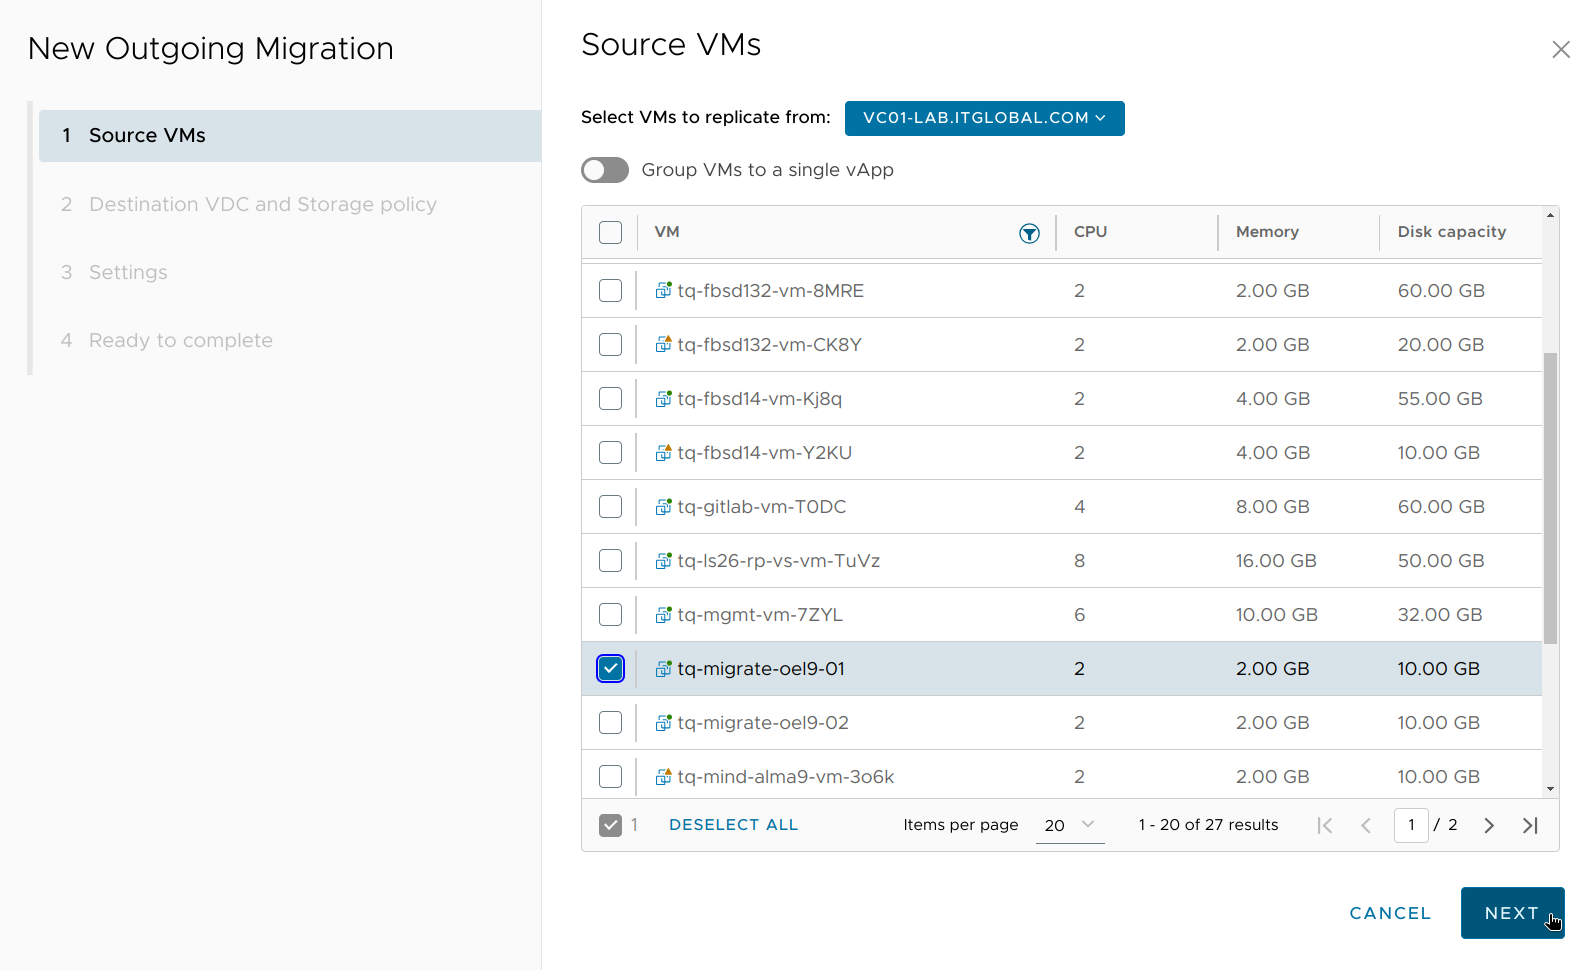 New Outgoing Migration
1 Source VMs
2 Destination VDC and Storage policy
3 Settings
4 Ready to complete
Source VMs
Select VMs to replicate from: VC01-LAB.ITGLOBAL.COM
Group VMs to a single vApp
VM CPU Memory Disk capacity
tq-fbsd132-vm-8MRE 2 2.00 GB 60.00 GB
tq-fbsd132-vm-CK8Y 2 2.00 GB 20.00 GB
tq-fbsd14-vm-Kj8q 2 4.00 GB 55.00 GB
tq-fbsd14-vm-Y2KU 2 4.00 GB 10.00 GB
tq-gitlab-vm-T0DC 4 8.00 GB 60.00 GB
tq-ls26-rp-vs-vm-TuVz 8 16.00 GB 50.00 GB
tq-mgmt-vm-7ZYL 6 10.00 GB 32.00 GB
tq-migrate-oel9-01 2 2.00 GB 10.00 GB
tq-migrate-oel9-02 2 2.00 GB 10.00 GB
tq-mind-alma9-vm-3o6k 2 2.00 GB 10.00 GB
1 DESELECT ALL Items per page 20 1 - 20 of 27 results 1 / 2
CANCEL NEXT